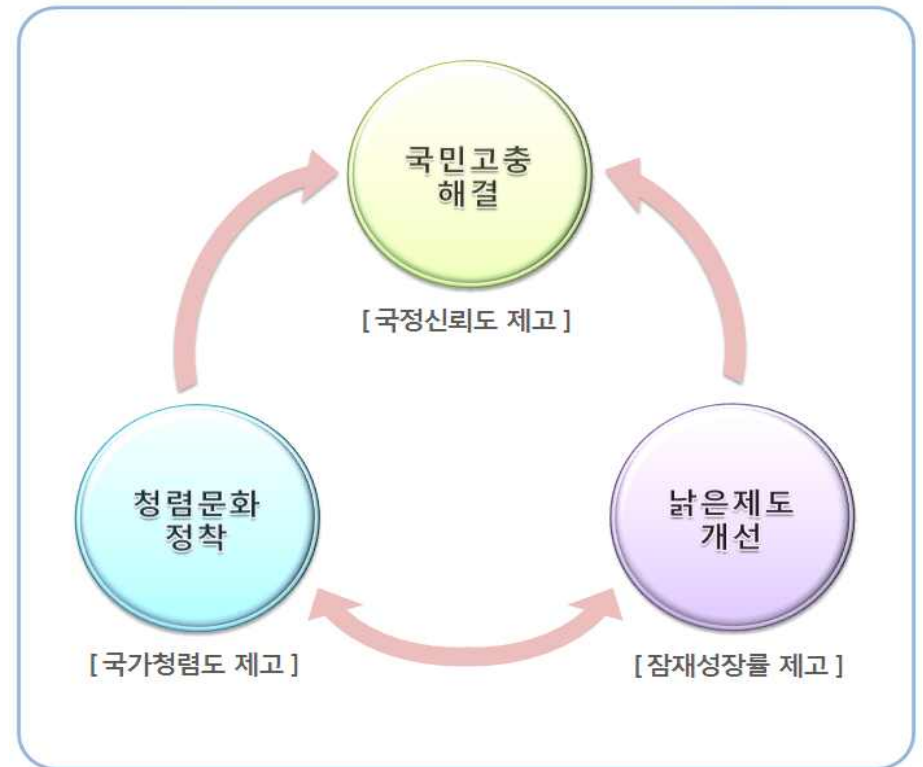 국민고충
해결
[국정신뢰도 제고]
청렴문화
정착
[국가청렴도 제고]
낡은제도
개선
[잠재성장률 제고]